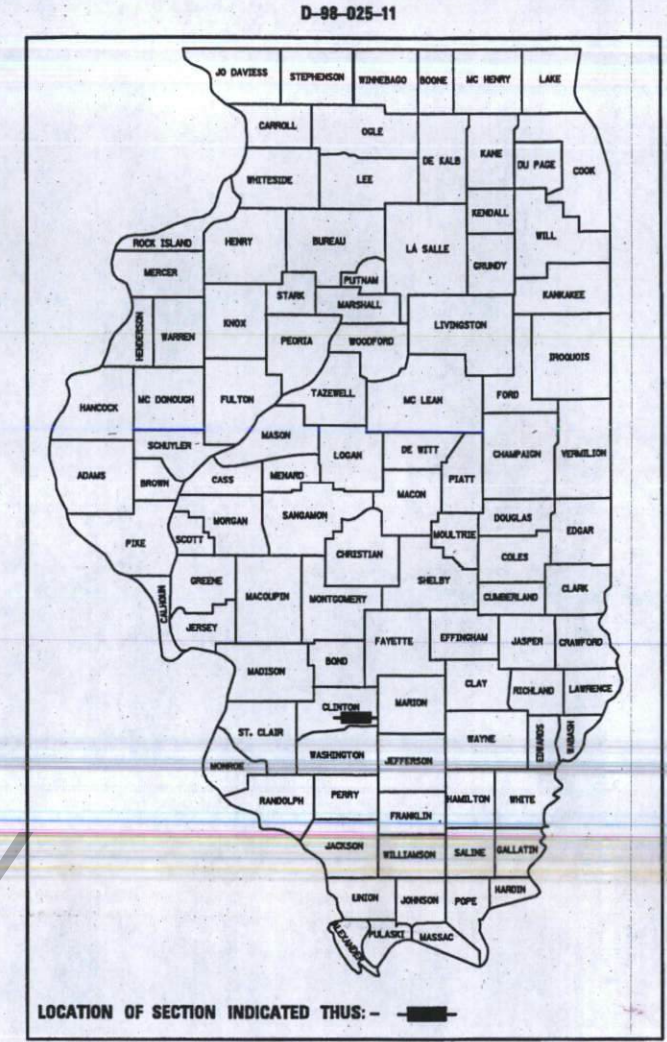 D-98-025-11
JO DAVIESS STEPHENSON WINNEBAGO BOONE MC HENRY LAKE
CARROLL OGLE
DE KALB KANE DU PAGE COOK
WHITESIDE LEE
KENDALL
ROCK ISLAND HENRY BUREAU LA SALLE WILL
MERCER PUTNAM GRUNDY
STARK MARSHALL KANKAKEE
HENDERSON WARREN KNOX PEORIA WOODFORD LIVINGSTON
IROQUOIS
HANCOCK MC DONOUGH FULTON TAZEWELL MC LEAN FORD
SCHUYLER MASON
ADAMS BROWN CASS MENARD LOGAN DE WITT CHAMPAIGN VERMILION
PIATT
MACON
MORGAN SANGAMON DOUGLAS
PIKE SCOTT CHRISTIAN MOULTRIE EDGAR
COLES
GREENE MACOUPIN MONTGOMERY SHELBY CUMBERLAND CLARK
CALHOUN JERSEY
FAYETTE EFFINGHAM JASPER CRAWFORD
MADISON BOND
CLAY RICHLAND LAWRENCE
CLINTON MARION
ST. CLAIR WAYNE EDWARDS WABASH
MONROE WASHINGTON JEFFERSON
RANDOLPH PERRY HAMILTON WHITE
FRANKLIN
JACKSON WILLIAMSON SALINE GALLATIN
UNION JOHNSON POPE HARDIN
ALEXANDER PULASKI MASSAC
LOCATION OF SECTION INDICATED THUS: -